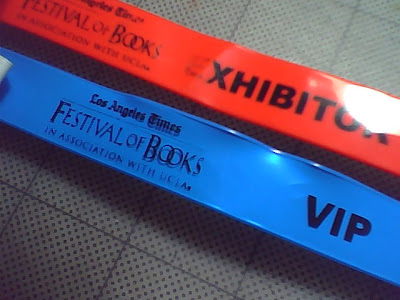 Los Angeles Times
FESTIVAL OF BOOKS
IN ASSOCIATION WITH UCLA
EXHIBITOR
Los Angeles Times
FESTIVAL OF BOOKS
IN ASSOCIATION WITH UCLA
VIP